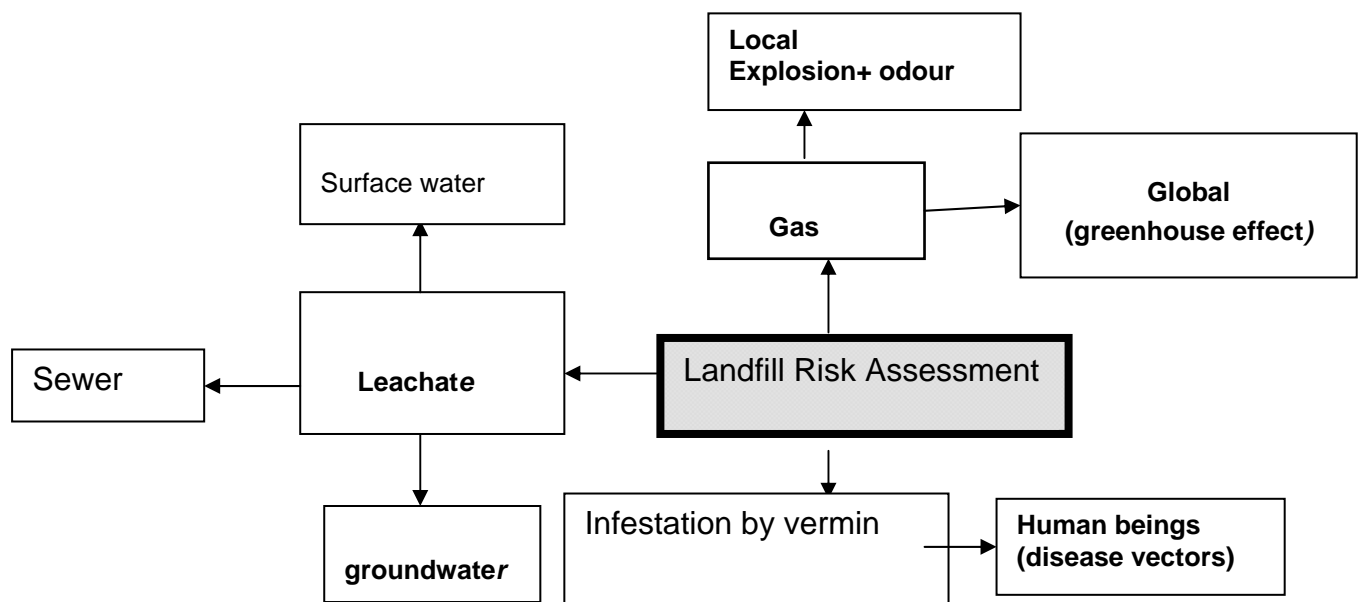 Local
Explosion+ odour
Surface water
Gas
Global
(greenhouse effect)
Sewer
Leachate
Landfill Risk Assessment
groundwater
Infestation by vermin
Human beings
(disease vectors)